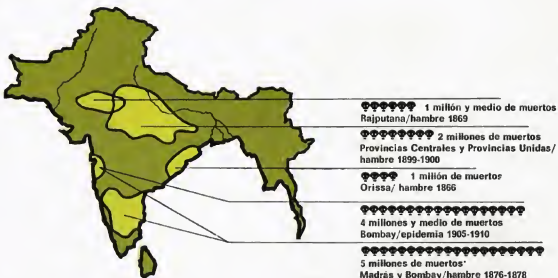 1 millón y medio de muertos
Rajputana/hambre 1869
2 millones de muertos
Provincias Centrales y Provincias Unidas/
hambre 1899-1900
1 millón de muertos
Orissa/ hambre 1866
4 millones y medio de muertos
Bombay/epidemia 1905-1910
5 millones de muertos·
Madrás y Bombay/hambre 1876-1878